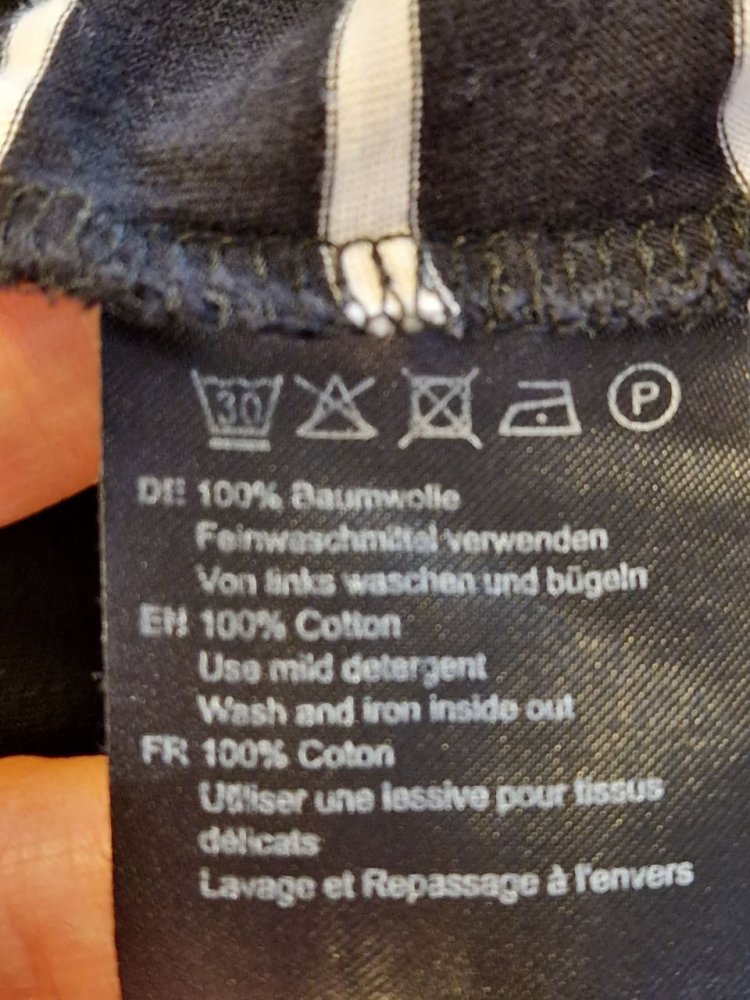 30 P
DE: 100% Baumwolle
Feinwaschmittel verwenden
Von links waschen und bügeln
EN: 100% Cotton
Use mild detergent
Wash and iron inside out
FR 100% Coton
Utiliser une lessive pour tissus
délicats
Lavage et Repassage à l'envers